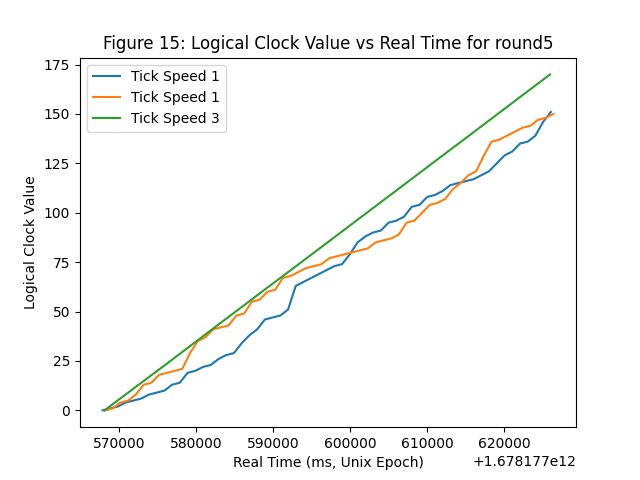 Figure 15: Logical Clock Value vs Real Time for round5
Tick Speed 1
Tick Speed 1
Tick Speed 3
175
150
125
100
75
50
25
0
Logical Clock Value
570000 580000 590000 600000 610000 620000
+1.678177e12
Real Time (ms, Unix Epoch)